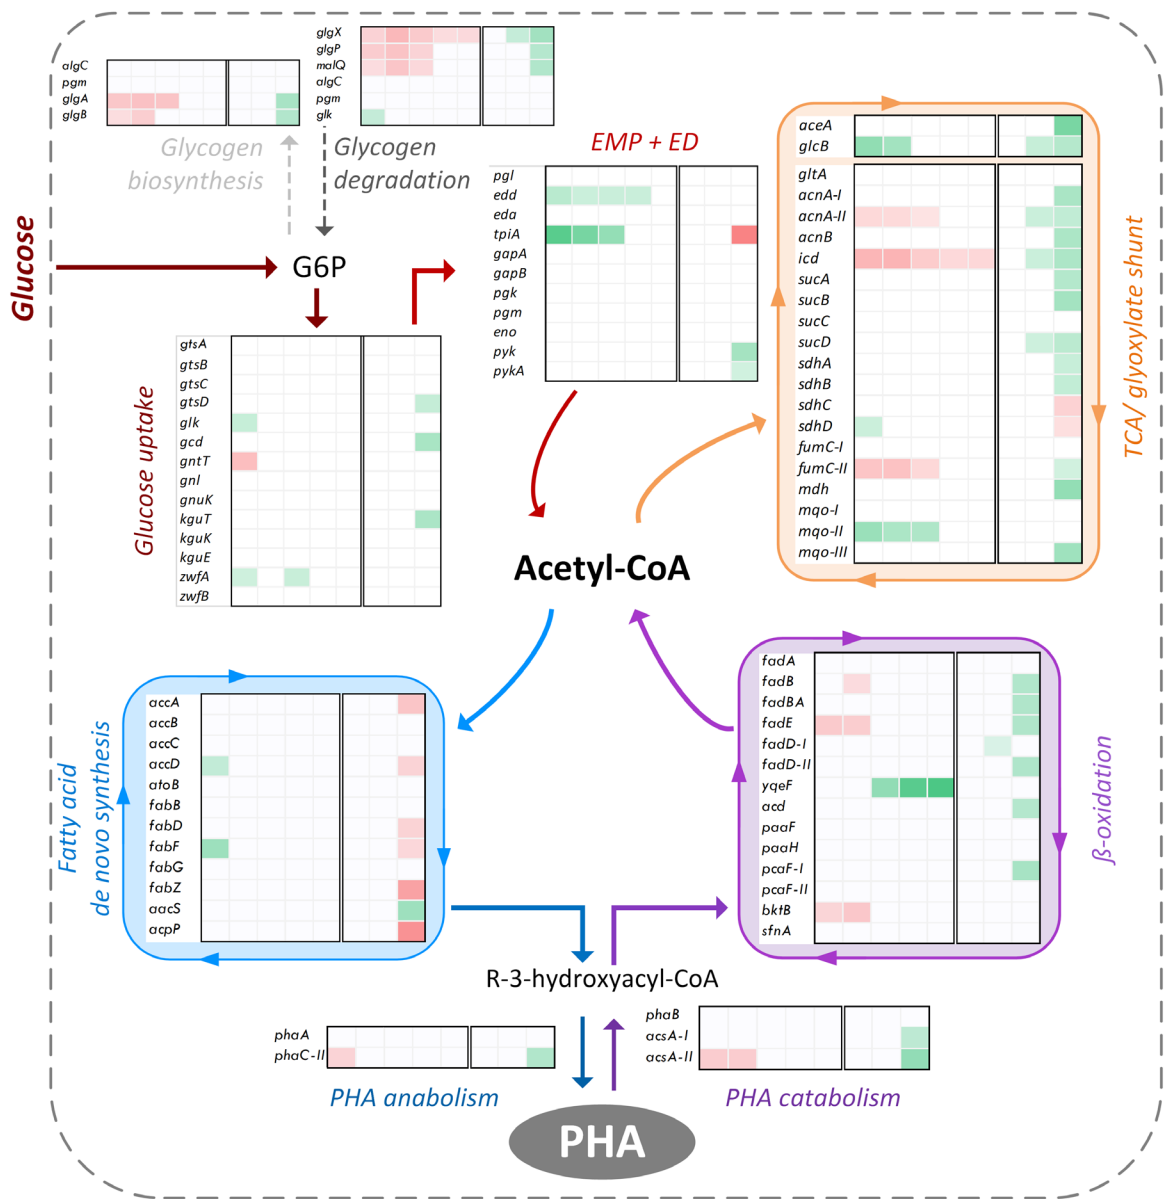 glgX
glgP
malQ
algC
pgm
glk
algC
pgm
glgA
glgB
Glycogen
biosynthesis
Glycogen
degradation
EMP + ED
Glucose
G6P
pgl
edd
eda
tpiA
gapA
gapB
pgk
pgm
eno
pyk
pykA
aceA
glcB
gltA
acnA-I
acnA-II
acnB
icd
sucA
sucB
sucC
sucD
sdhA
sdhB
sdhC
sdhD
fumC-I
fumC-II
mdh
mqo-I
mqo-II
mqo-III
TCA/ glyoxylate shunt
Glucose uptake
gtsA
gtsB
gtsC
gtsD
glk
gcd
gntT
gnl
gnuK
kguT
kguK
kguE
zwfA
zwfB
Acetyl-CoA
Fatty acid
de novo synthesis
accA
accB
accC
accD
atoB
fabB
fabD
fabF
fabG
fabZ
aacS
acpP
fadA
fadB
fadBA
fadE
fadD-I
fadD-II
yqeF
acd
paaF
paaH
pcaF-I
pcaF-II
bktB
sfnA
ß-oxidation
R-3-hydroxyacyl-CoA
phaA
phaC-II
PHA anabolism
phaB
acsA-I
acsA-II
PHA catabolism
PHA